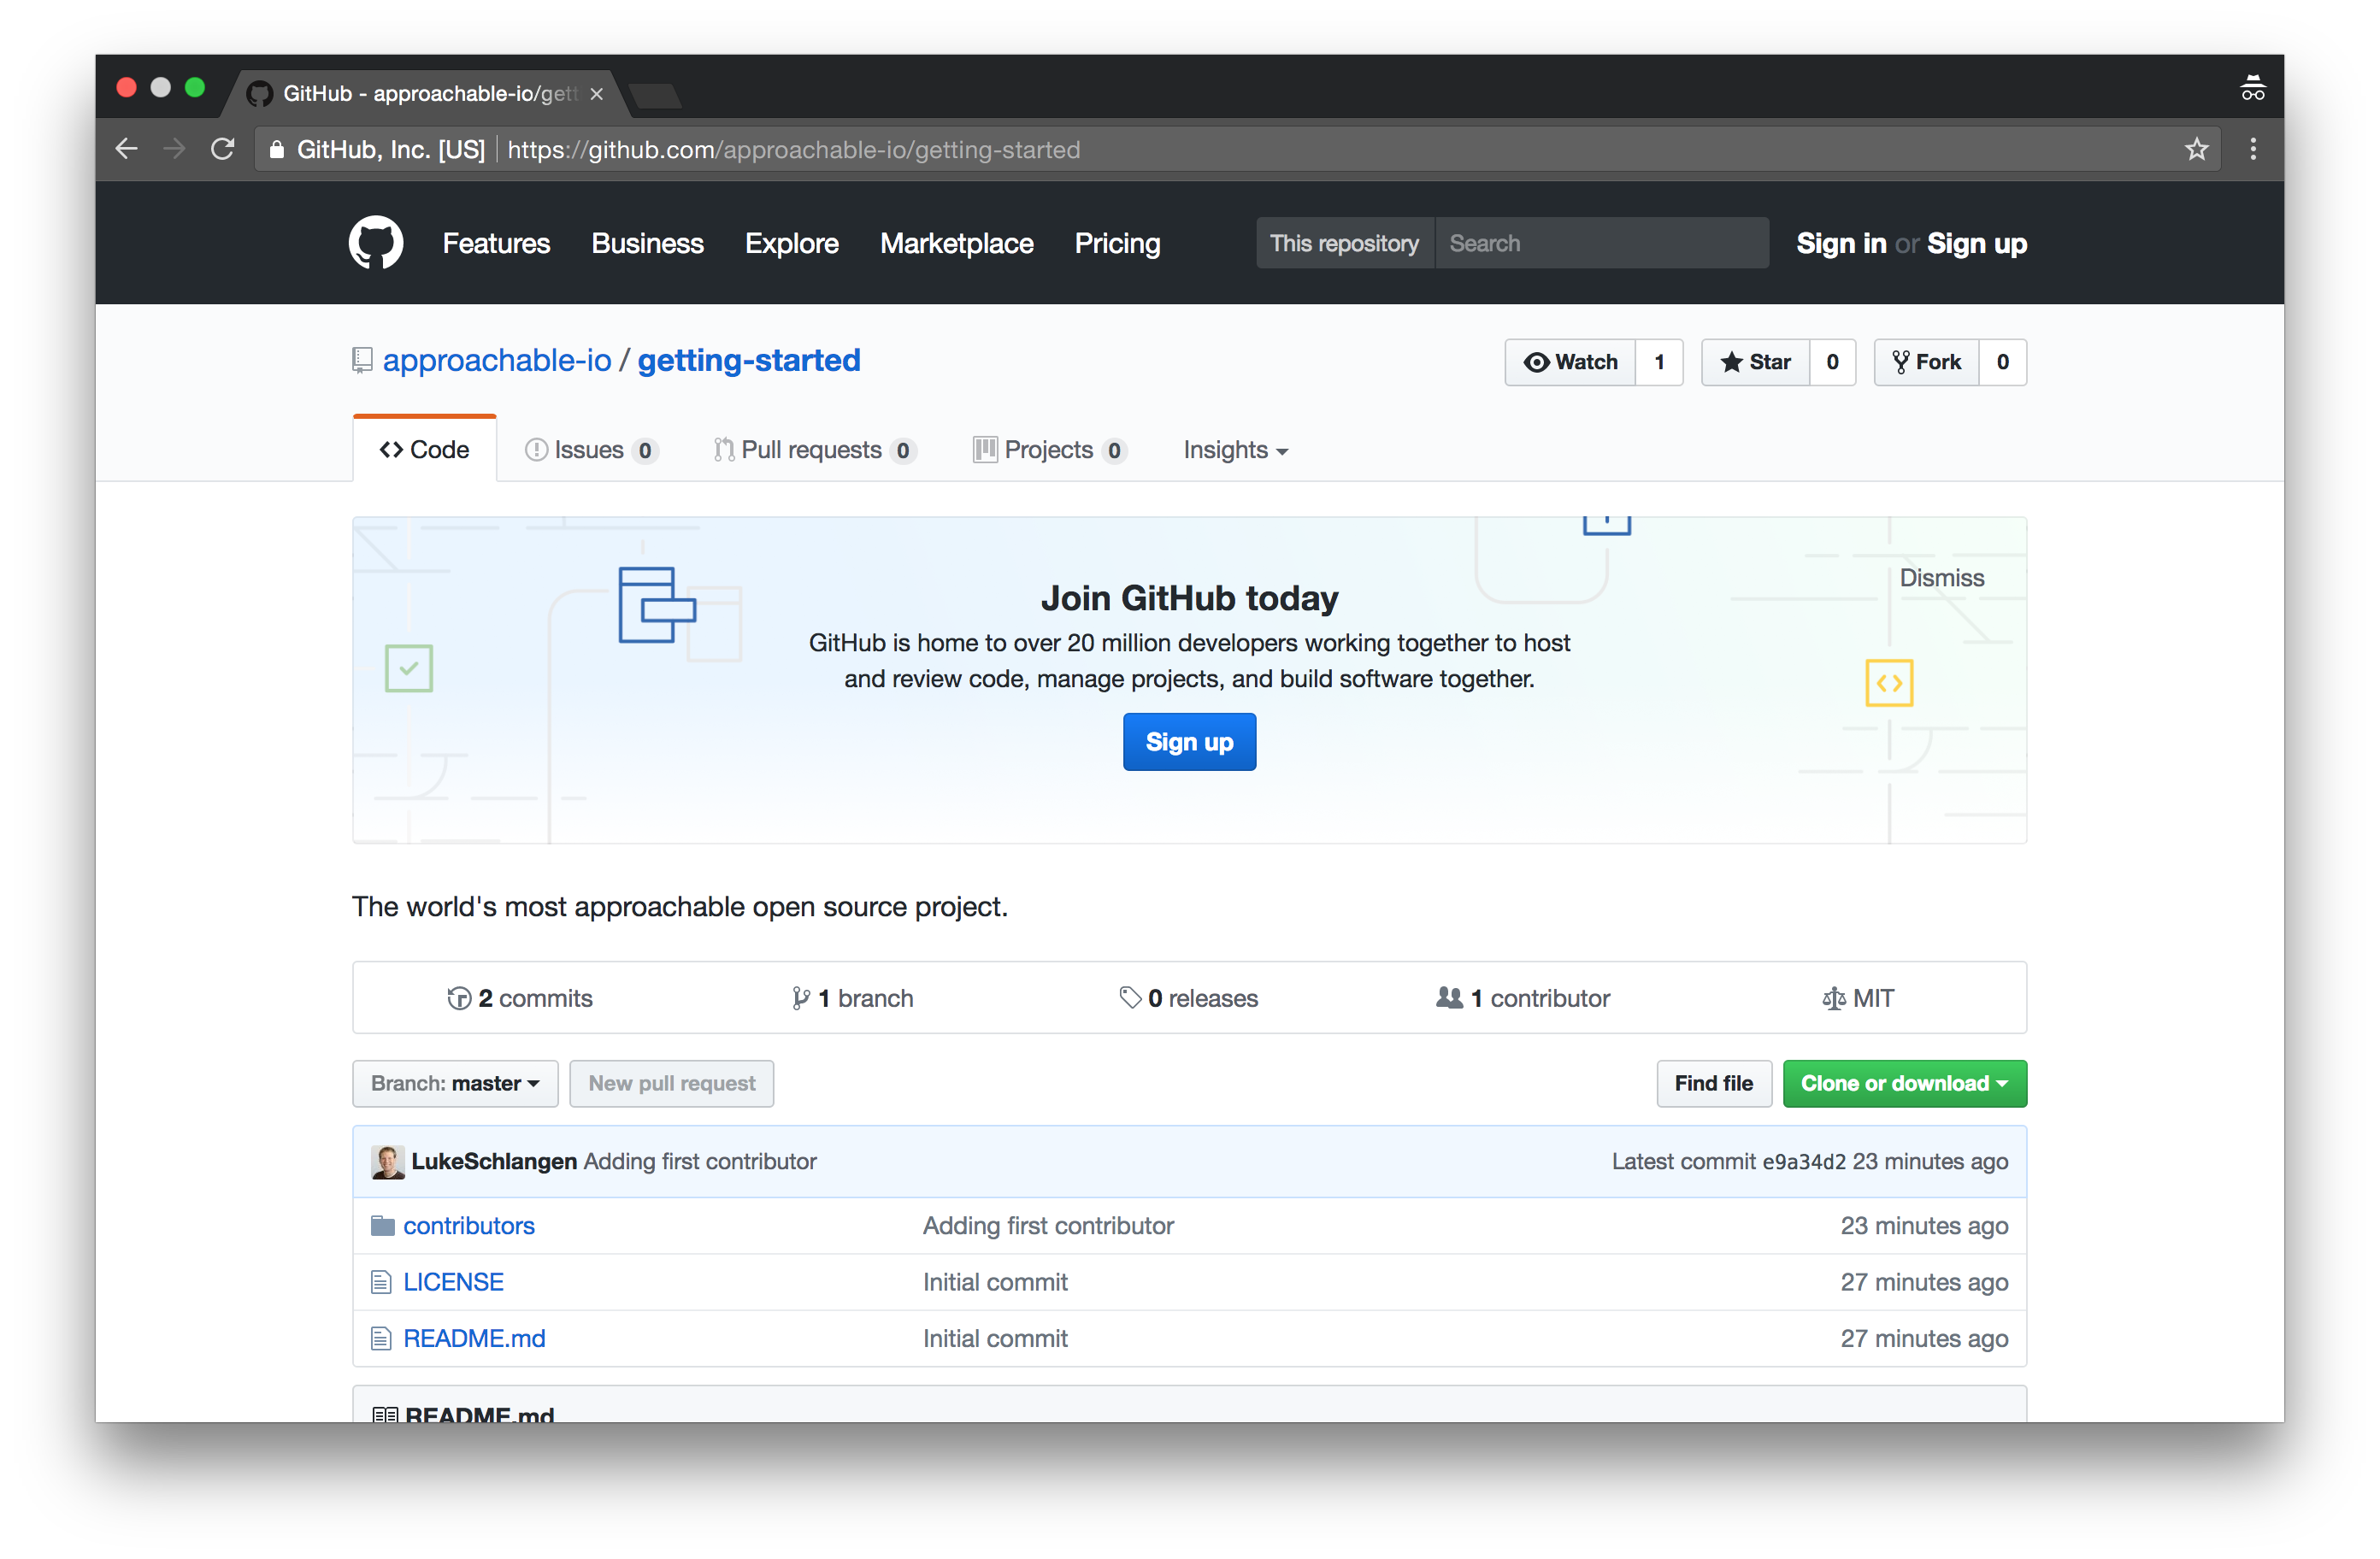 GitHub - approachable-io/gett
GitHub, Inc. [US] https://github.com/approachable-io/getting-started
Features Business Explore Marketplace Pricing This repository Search Sign in or Sign up
approachable-io / getting-started Watch 1 Star 0 Fork 0
Code Issues 0 Pull requests 0 Projects 0 Insights
Join GitHub today
Dismiss
GitHub is home to over 20 million developers working together to host
and review code, manage projects, and build software together.
Sign up
The world's most approachable open source project.
2 commits 1 branch 0 releases 1 contributor MIT
Branch: master New pull request Find file Clone or download
LukeSchlangen Adding first contributor Latest commit e9a34d2 23 minutes ago
contributors Adding first contributor 23 minutes ago
LICENSE Initial commit 27 minutes ago
README.md Initial commit 27 minutes ago
README.md